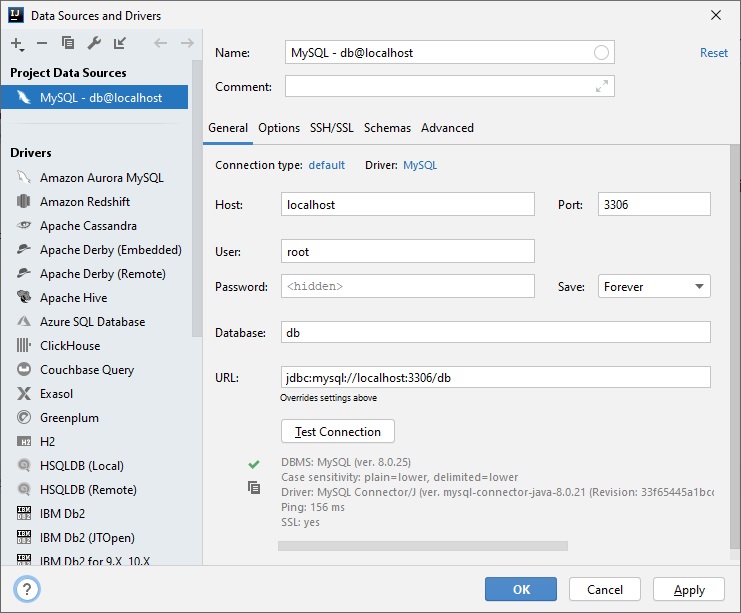 IJ Data Sources and Drivers
Name: MySQL - db@localhost Reset
Comment:
Project Data Sources
MySQL - db@localhost
Drivers
Amazon Aurora MySQL
Amazon Redshift
Apache Cassandra
Apache Derby (Embedded)
Apache Derby (Remote)
Apache Hive
Azure SQL Database
ClickHouse
Couchbase Query
Exasol
Greenplum
H2
HSQLDB (Local)
HSQLDB (Remote)
IBM Db2
IBM Db2 (JTOpen)
IBM Db2 for 9.X, 10.X
General Options SSH/SSL Schemas Advanced
Connection type: default Driver: MySQL
Host: localhost Port: 3306
User: root
Password: <hidden> Save: Forever
Database: db
URL: jdbc:mysql://localhost:3306/db
Overrides settings above
Test Connection
DBMS: MySQL (ver. 8.0.25)
Case sensitivity: plain=lower, delimited=lower
Driver: MySQL Connector/J (ver. mysql-connector-java-8.0.21 (Revision: 33f65445a1bcc
Ping: 156 ms
SSL: yes
? OK Cancel Apply